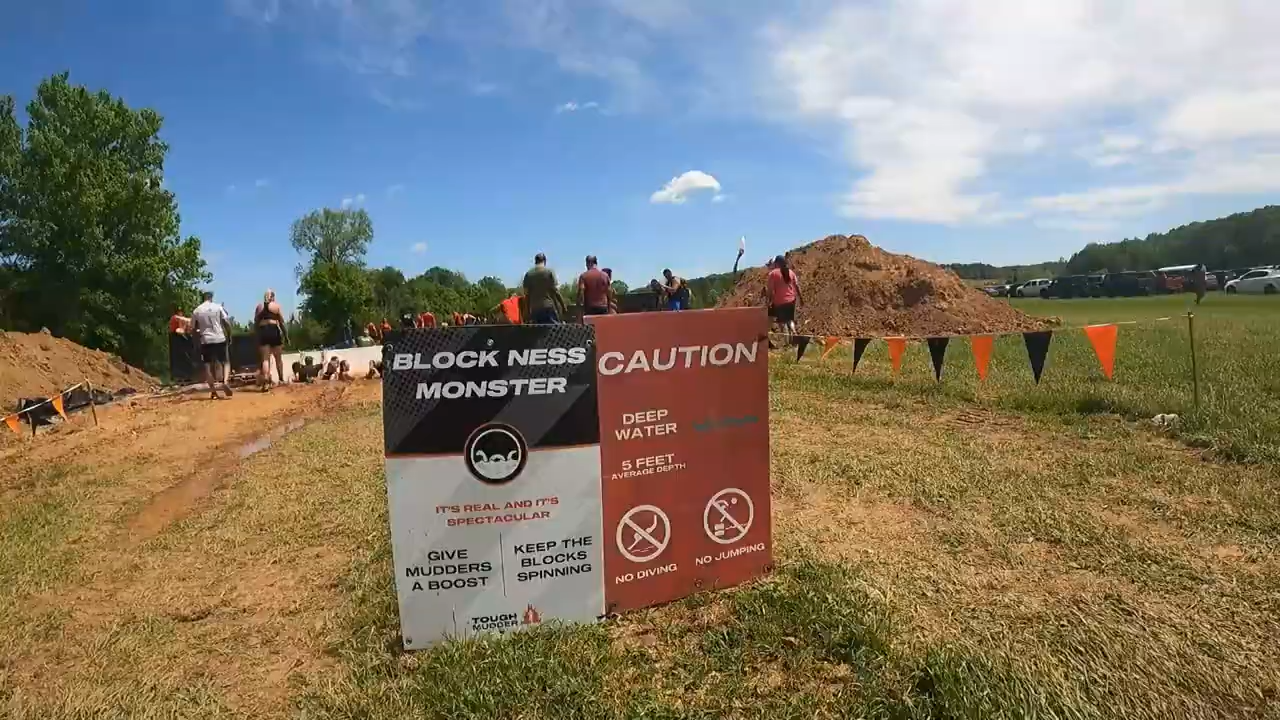 BLOCK NESS
MONSTER
IT'S REAL AND IT'S
SPECTACULAR
GIVE
MUDDERS
A BOOST
KEEP THE
BLOCKS
SPINNING
TOUGH
MUDDER
CAUTION
DEEP
WATER
5 FEET
AVERAGE DEPTH
NO DIVING
NO JUMPING